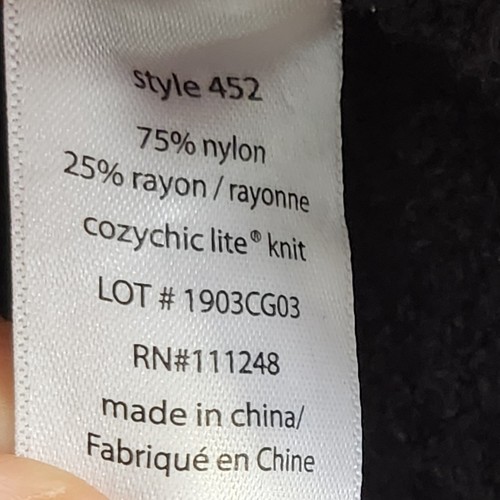 style 452
75% nylon
25% rayon / rayonne
cozychic lite® knit
LOT # 1903CG03
RN#111248
made in china/
Fabriqué en Chine